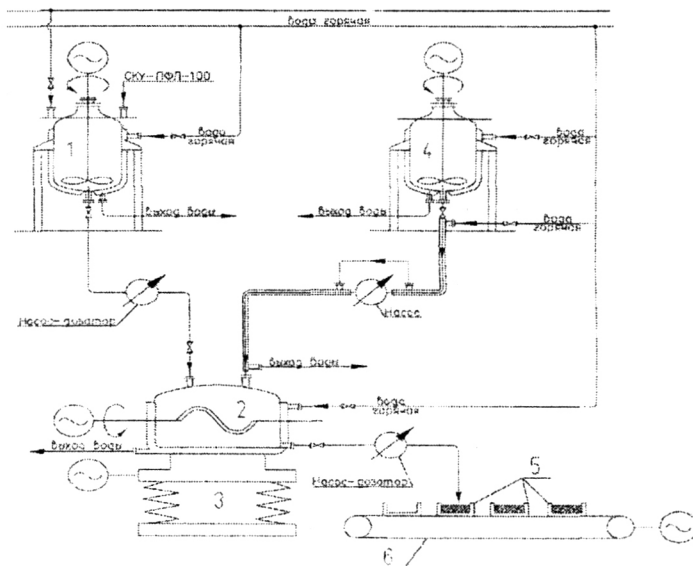 вода горячая
СКУ-ПФЛ-100
1
4
вода
горячая
вода
горячая
выход воды
выход воды
вода
горячая
Насос-дозатор
Насос
выход воды
2
вода
горячая
выход воды
3
Насос-дозатор
5
6